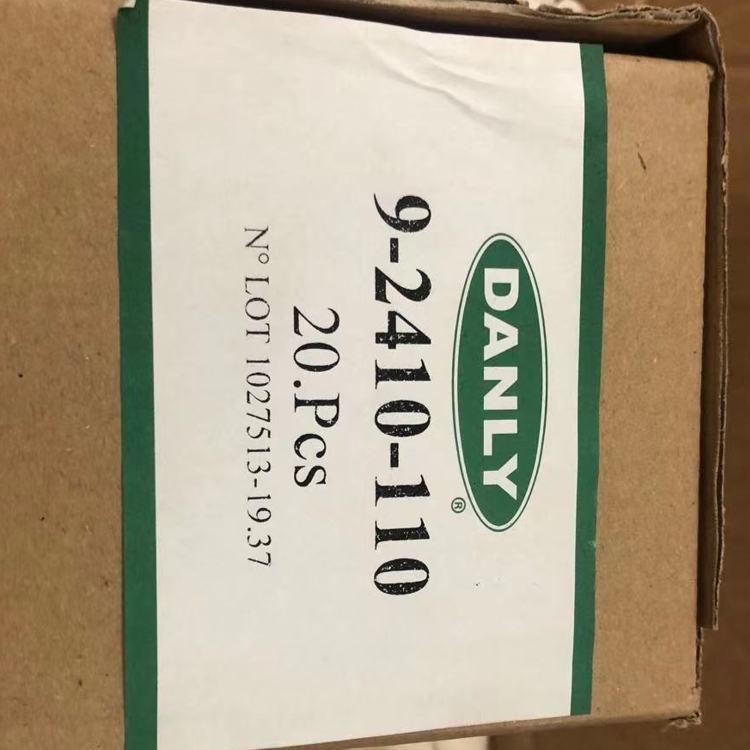 DANLY®
9-2410-110
20.Pcs
N° LOT 1027513-19.37